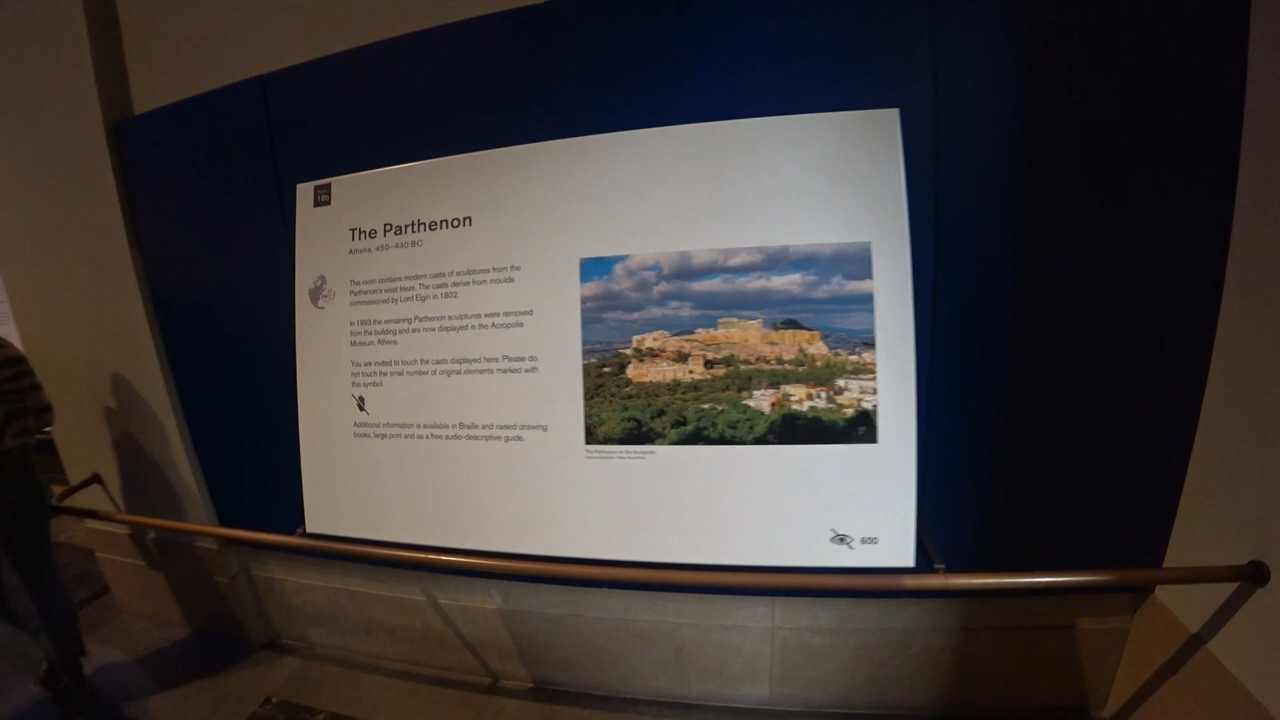 Room
18b
The Parthenon
Athens, 450–430 BC
This room contains modern casts of sculptures from the
Parthenon's west frieze. The casts derive from moulds
commissioned by Lord Elgin in 1802.
In 1993 the remaining Parthenon sculptures were removed
from the building and are now displayed in the Acropolis
Museum, Athens.
You are invited to touch the casts displayed here. Please do
not touch the small number of original elements marked with
this symbol.
Additional information is available in Braille and raised drawing
books, large print and as a free audio-descriptive guide.
The Parthenon on the Acropolis.
600